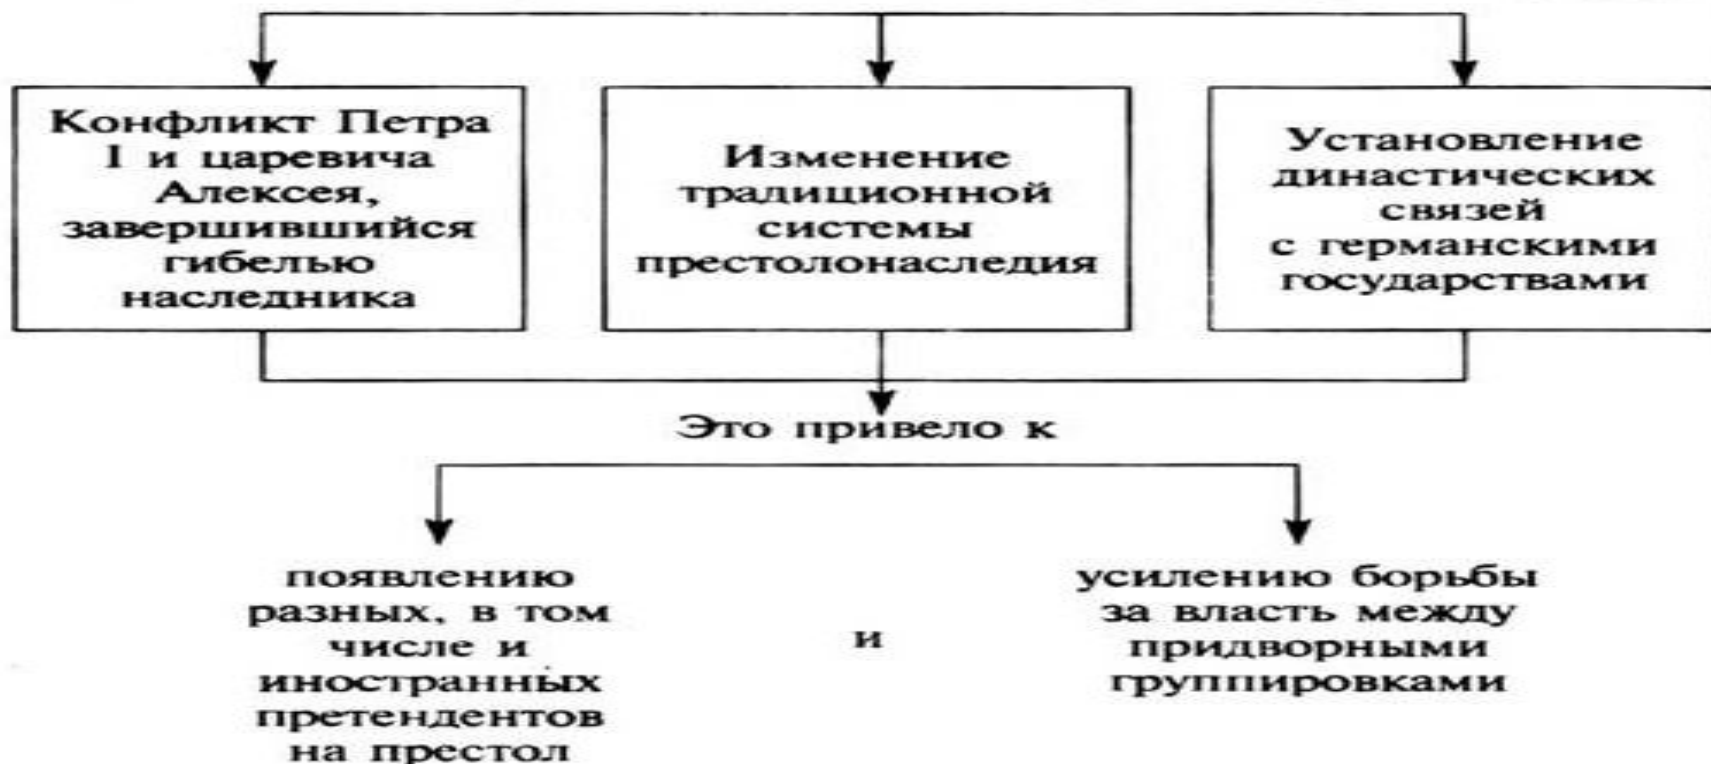 Конфликт Петра
I и царевича
Алексея,
завершившийся
гибелью
наследника
Изменение
традиционной
системы
престолонаследия
Установление
династических
связей
с германскими
государствами
Это привело к
появлению
разных, в том
числе и
иностранных
претендентов
на престол
и
усилению борьбы
за власть между
придворными
группировками